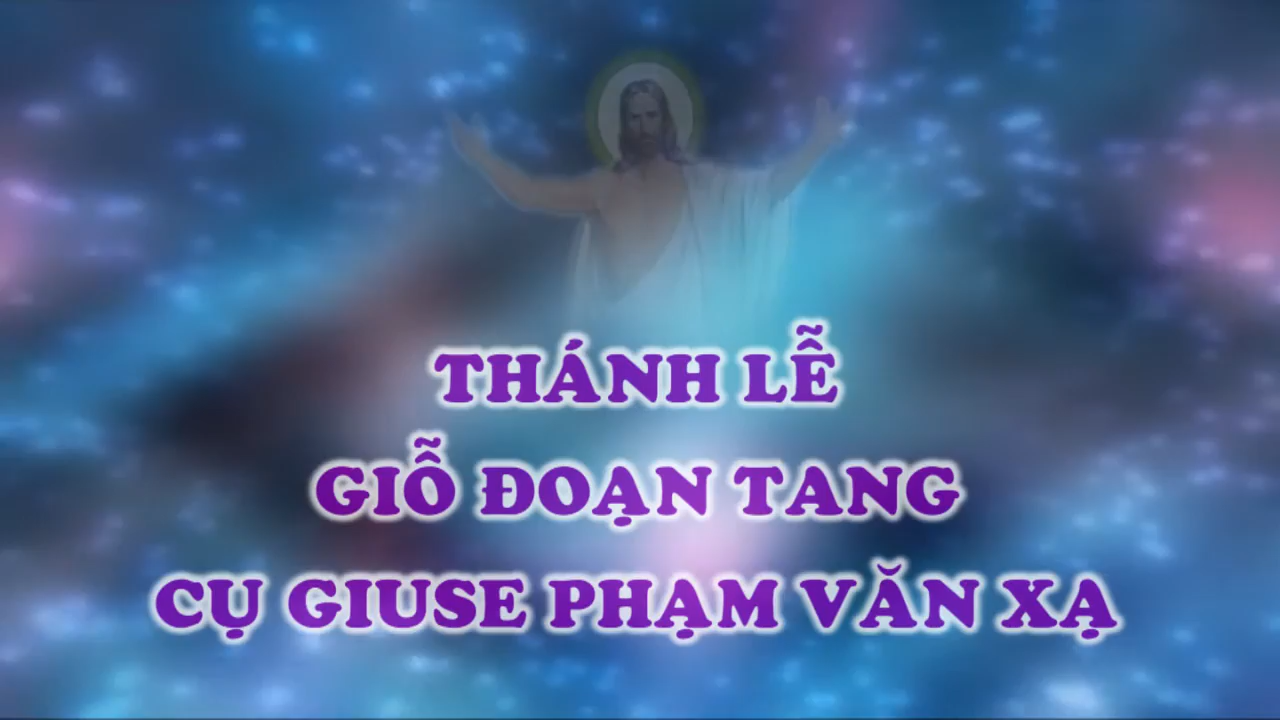 THÁNH LỄ
GIỖ ĐOẠN TANG
CỤ GIUSE PHẠM VĂN XẠ